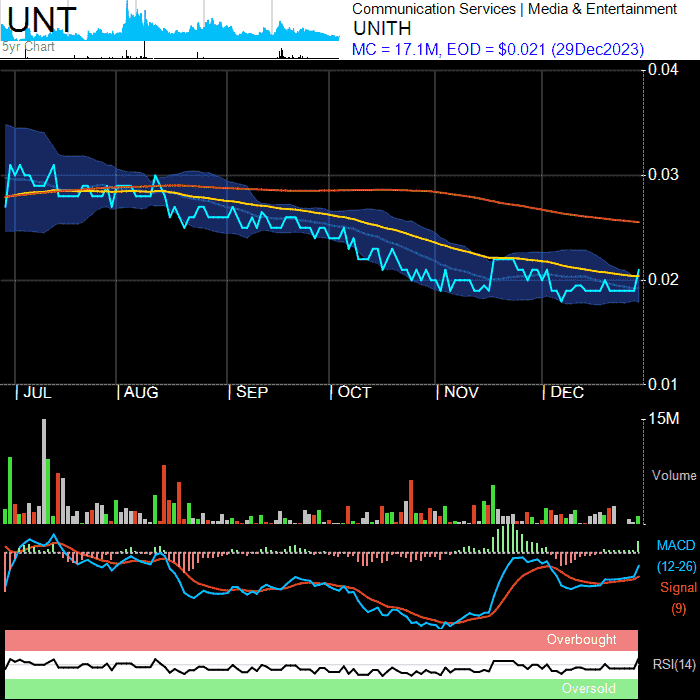 UNT
5yr Chart
Communication Services | Media & Entertainment
UNITH
MC = 17.1M, EOD = $0.021 (29Dec2023)
0.04
0.03
0.02
0.01
JUL AUG SEP OCT NOV DEC
15M
Volume
MACD
(12-26)
Signal
(9)
Overbought
RSI(14)
Oversold